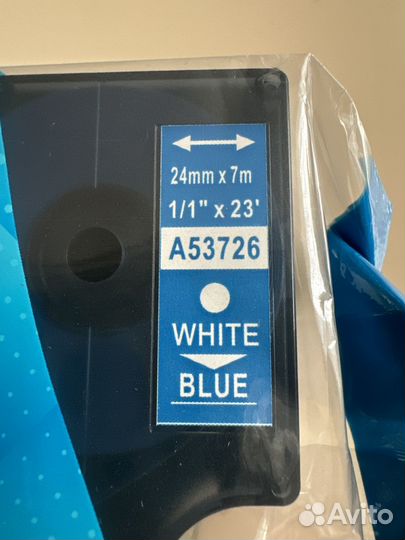 24mm x 7m
1/1" x 23'
A53726
WHITE
BLUE
Avito